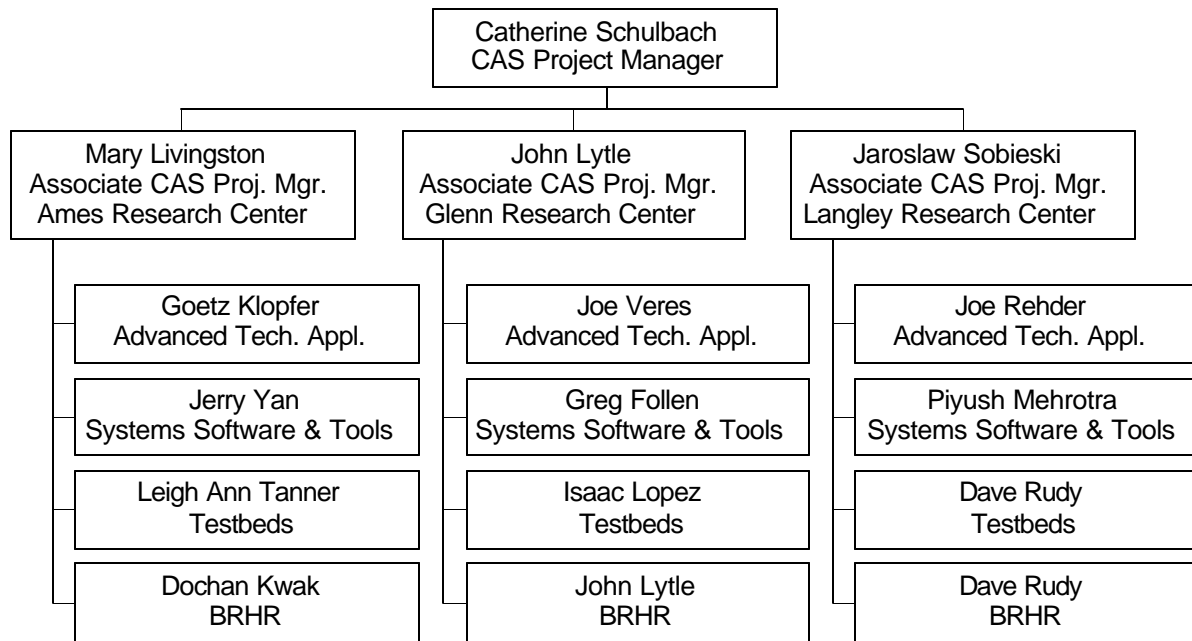 Catherine Schulbach
CAS Project Manager
Mary Livingston
Associate CAS Proj. Mgr.
Ames Research Center
John Lytle
Associate CAS Proj. Mgr.
Glenn Research Center
Jaroslaw Sobieski
Associate CAS Proj. Mgr.
Langley Research Center
Goetz Klopfer
Advanced Tech. Appl.
Joe Veres
Advanced Tech. Appl.
Joe Rehder
Advanced Tech. Appl.
Jerry Yan
Systems Software & Tools
Greg Follen
Systems Software & Tools
Piyush Mehrotra
Systems Software & Tools
Leigh Ann Tanner
Testbeds
Isaac Lopez
Testbeds
Dave Rudy
Testbeds
Dochan Kwak
BRHR
John Lytle
BRHR
Dave Rudy
BRHR